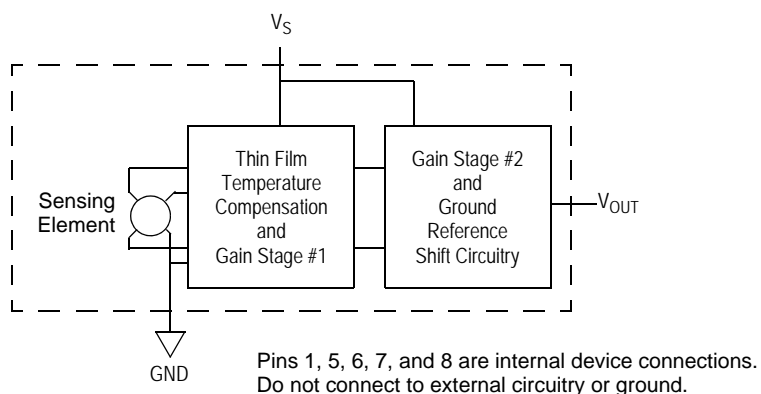 V_S
Thin Film
Temperature
Compensation
and
Gain Stage #1
Gain Stage #2
and
Ground
Reference
Shift Circuitry
Sensing
Element
V_OUT
GND
Pins 1, 5, 6, 7, and 8 are internal device connections.
Do not connect to external circuitry or ground.